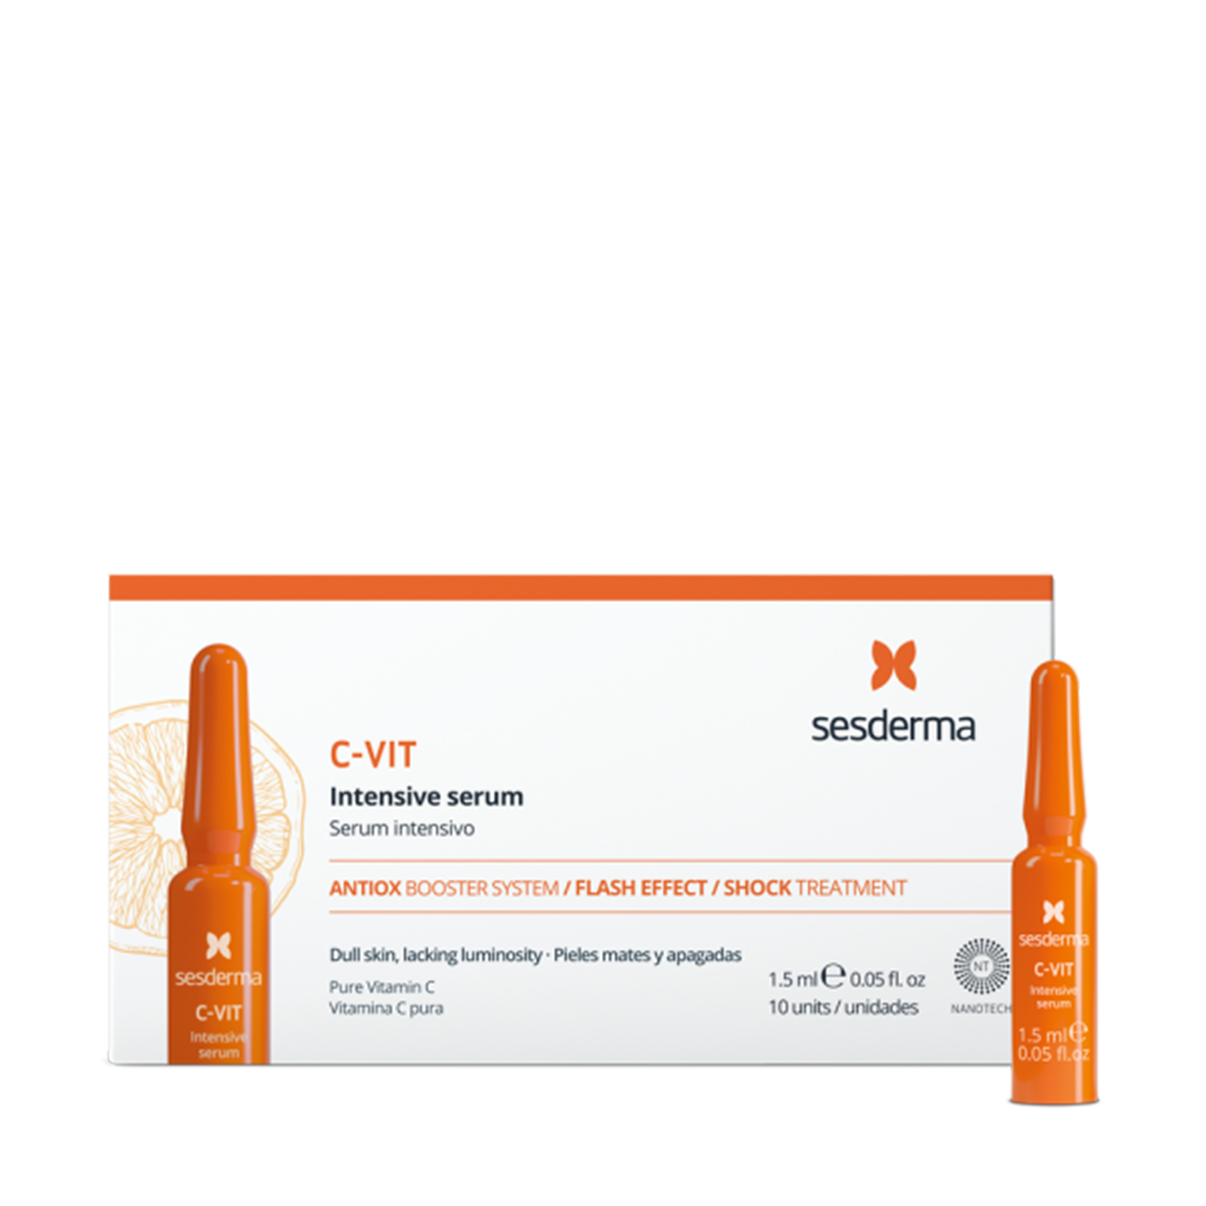 sesderma
C-VIT
Intensive serum
Serum intensivo
ANTIOX BOOSTER SYSTEM / FLASH EFFECT / SHOCK TREATMENT
Dull skin, lacking luminosity · Pieles mates y apagadas
Pure Vitamin C
Vitamina C pura
1.5 ml ℮ 0.05 fl. oz
10 units / unidades
NT
NANOTECH
sesderma
C-VIT
Intensive
serum
sesderma
C-VIT
Intensive
serum
1.5 ml ℮
0.05 fl.oz